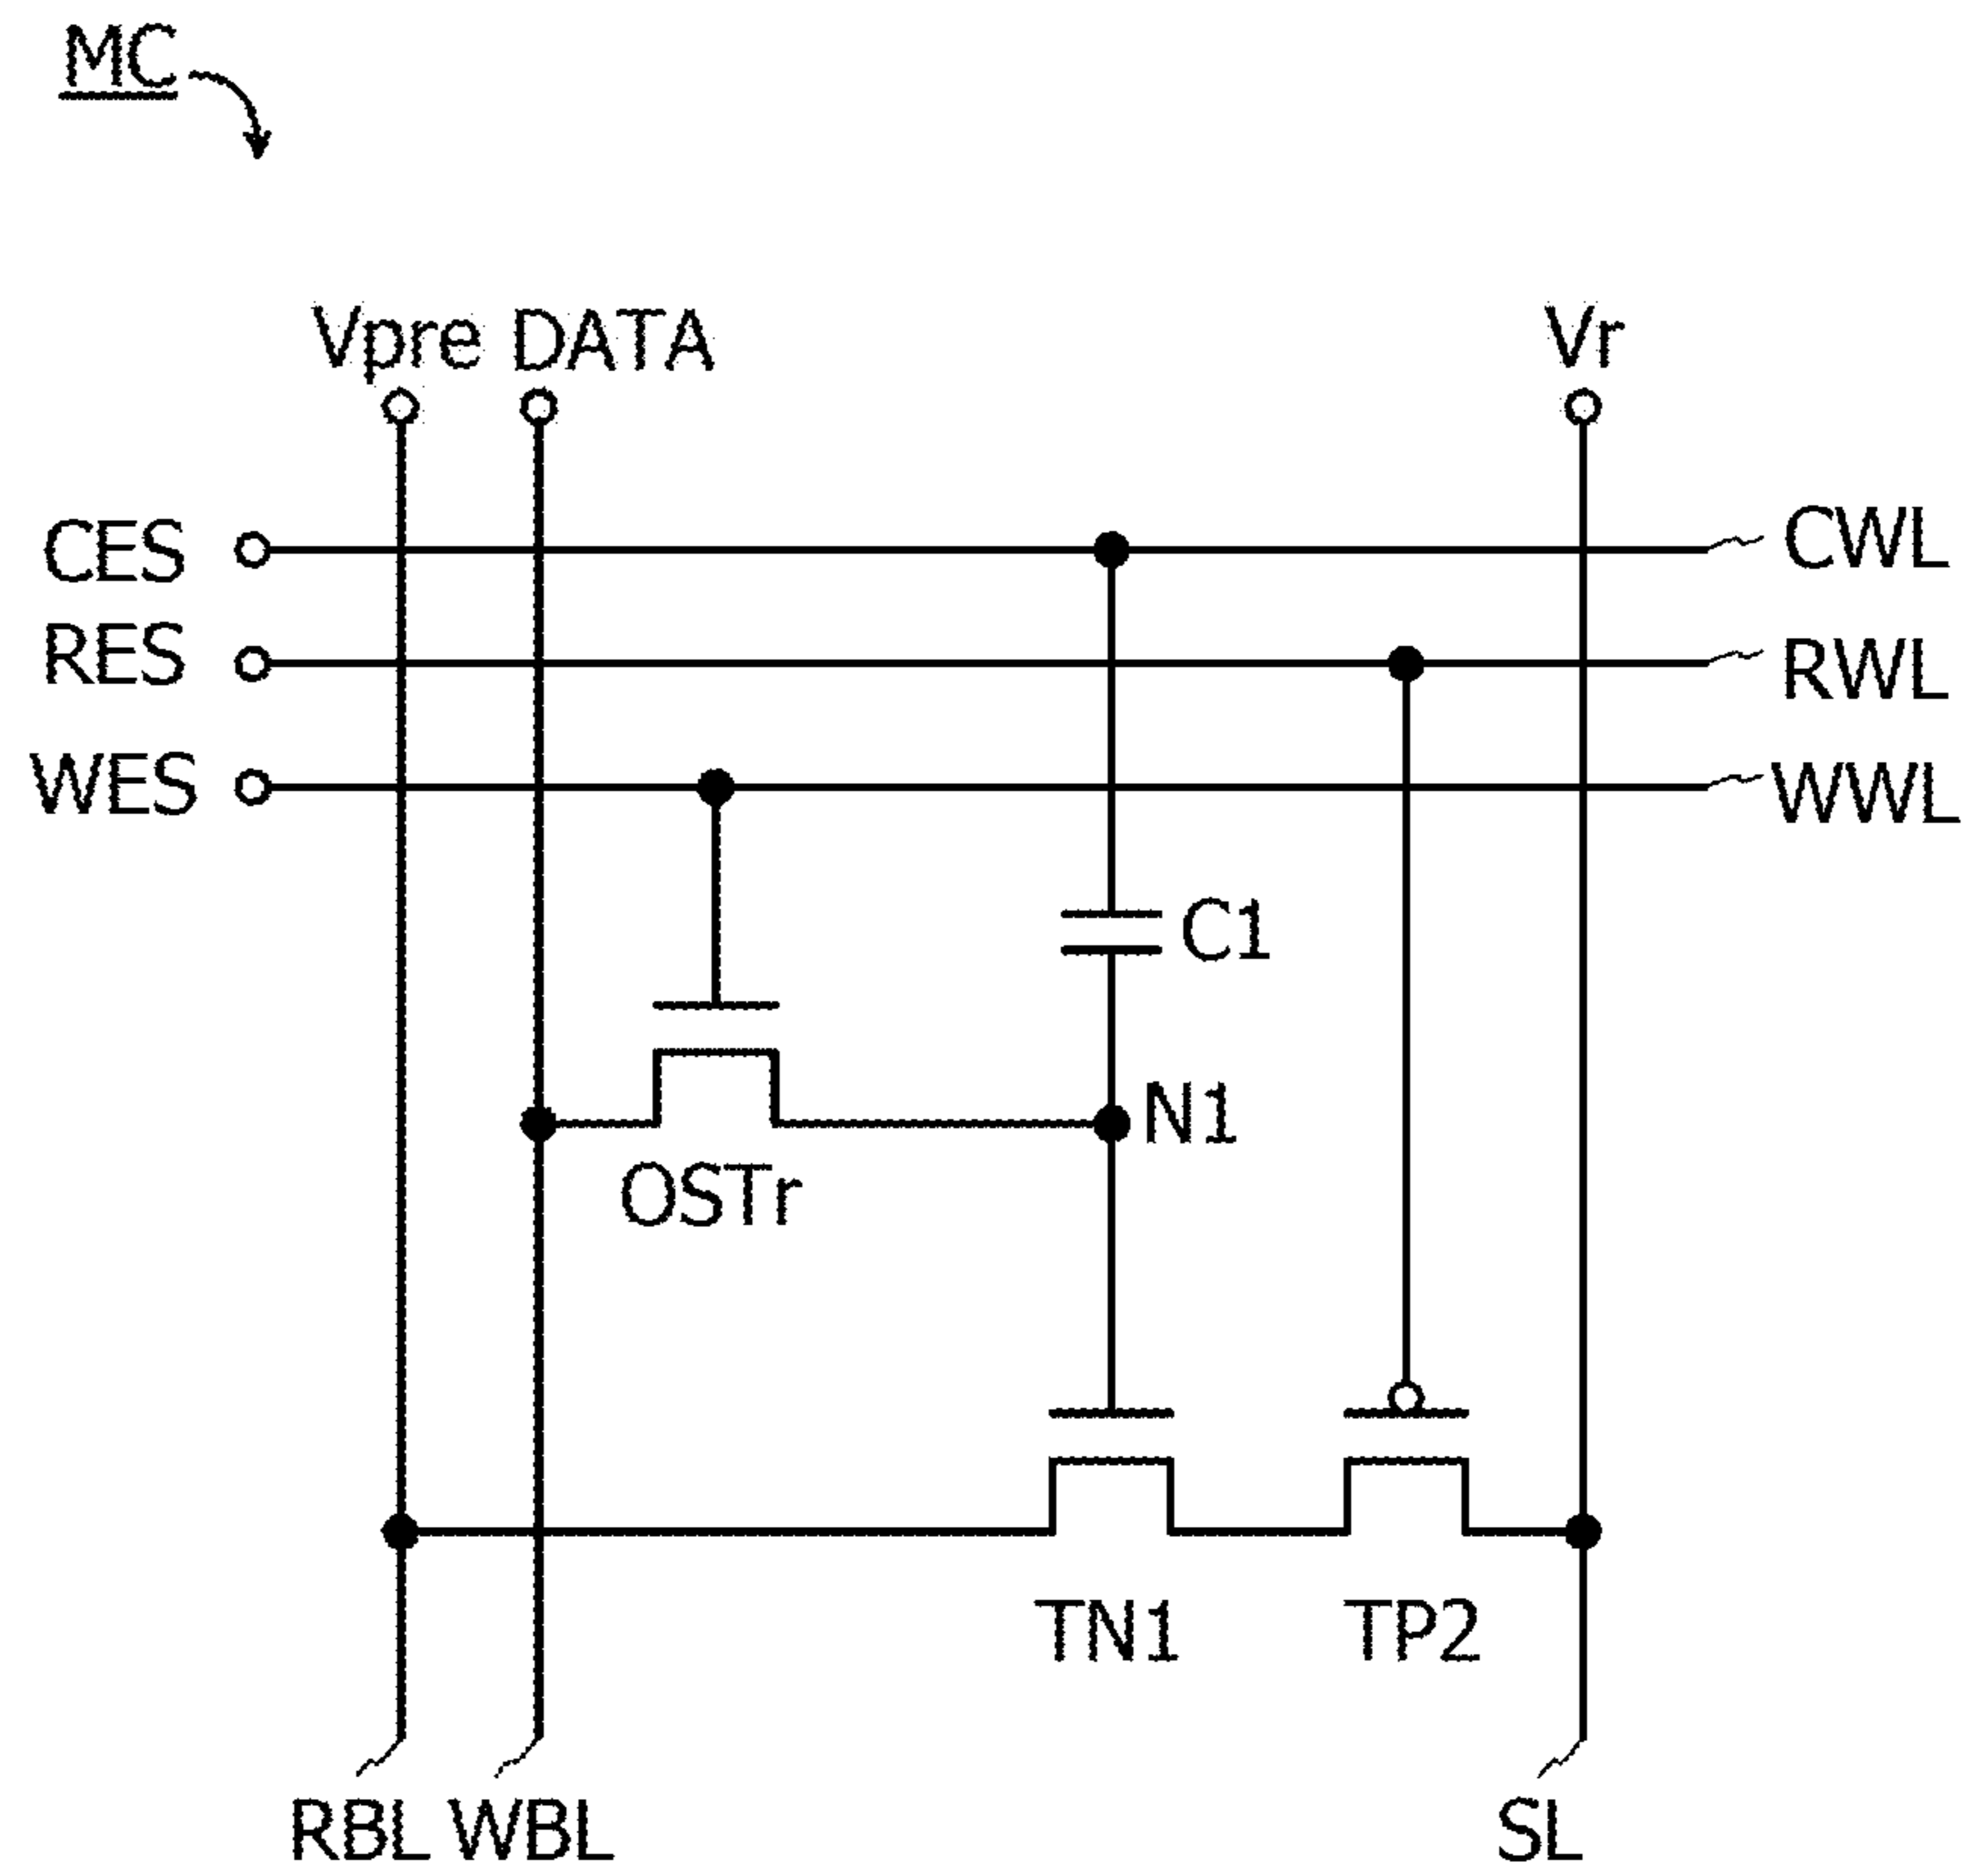 MC
Vpre DATA Vr
CES CWL
RES RWL
WES WWL
C1
N1
OSTr
TN1 TP2
RBL WBL SL